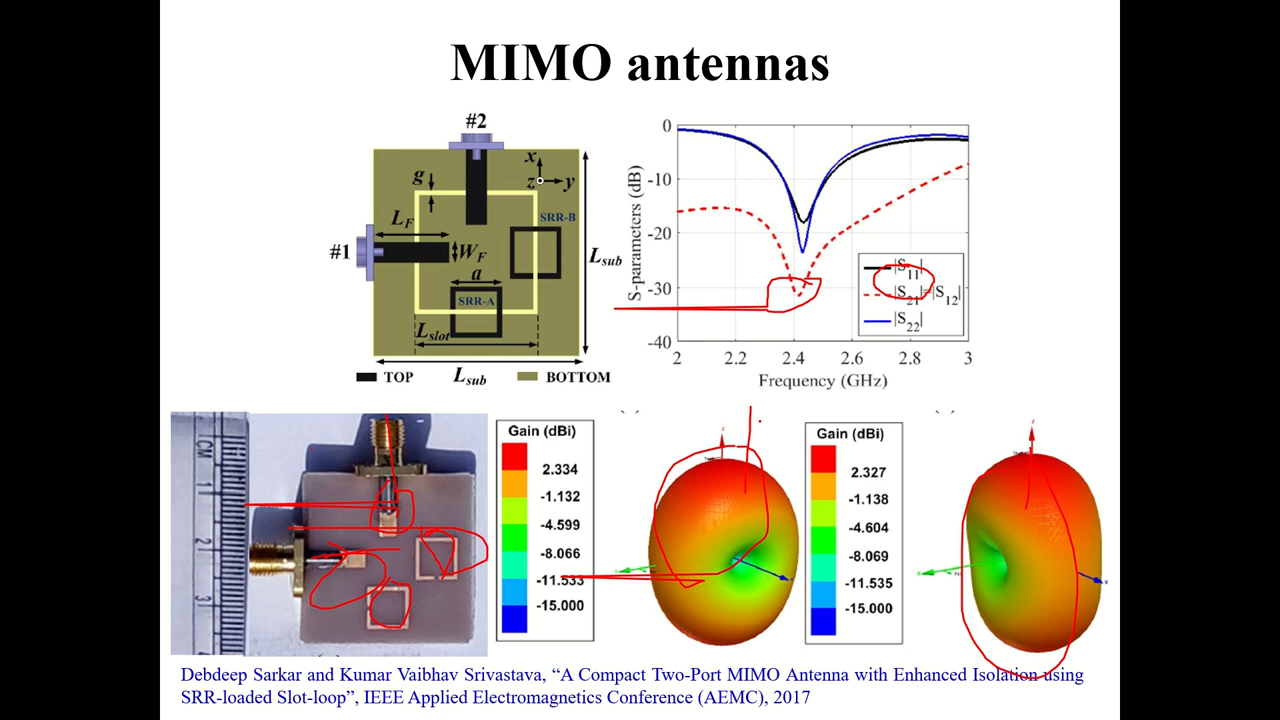 MIMO antennas
#2
g
x
z
y
L_F
SRR-B
#1
W_F
L_sub
a
SRR-A
L_slot
L_sub
TOP
BOTTOM
S-parameters (dB)
0
-10
-20
-30
-40
|S_11|
|S_21|=|S_12|
|S_22|
2
2.2
2.4
2.6
2.8
3
Frequency (GHz)
CM
1
2
3
Gain (dBi)
2.334
-1.132
-4.599
-8.066
-11.533
-15.000
Gain (dBi)
2.327
-1.138
-4.604
-8.069
-11.535
-15.000
Debdeep Sarkar and Kumar Vaibhav Srivastava, “A Compact Two-Port MIMO Antenna with Enhanced Isolation using
SRR-loaded Slot-loop”, IEEE Applied Electromagnetics Conference (AEMC), 2017